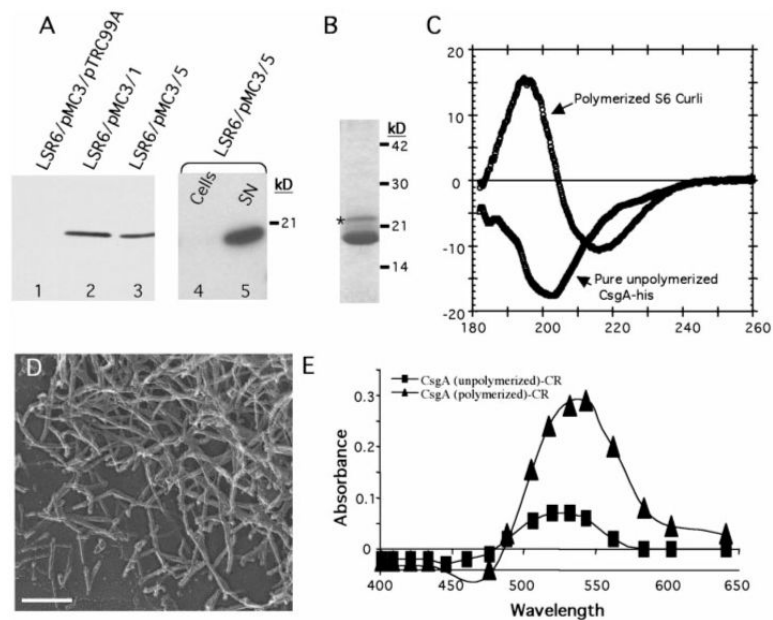 A
LSR6/pMC3/pTRC99A
LSR6/pMC3/1
LSR6/pMC3/5
LSR6/pMC3/5
Cells
SN
kD
21
1
2
3
4
5
B
kD
42
30
*
21
14
C
20
10
0
-10
-20
180
200
220
240
260
Polymerized S6 Curli
Pure unpolymerized
CsgA-his
D
E
CsgA (unpolymerized)-CR
CsgA (polymerized)-CR
Absorbance
0.3
0.2
0.1
0
400
450
500
550
600
650
Wavelength